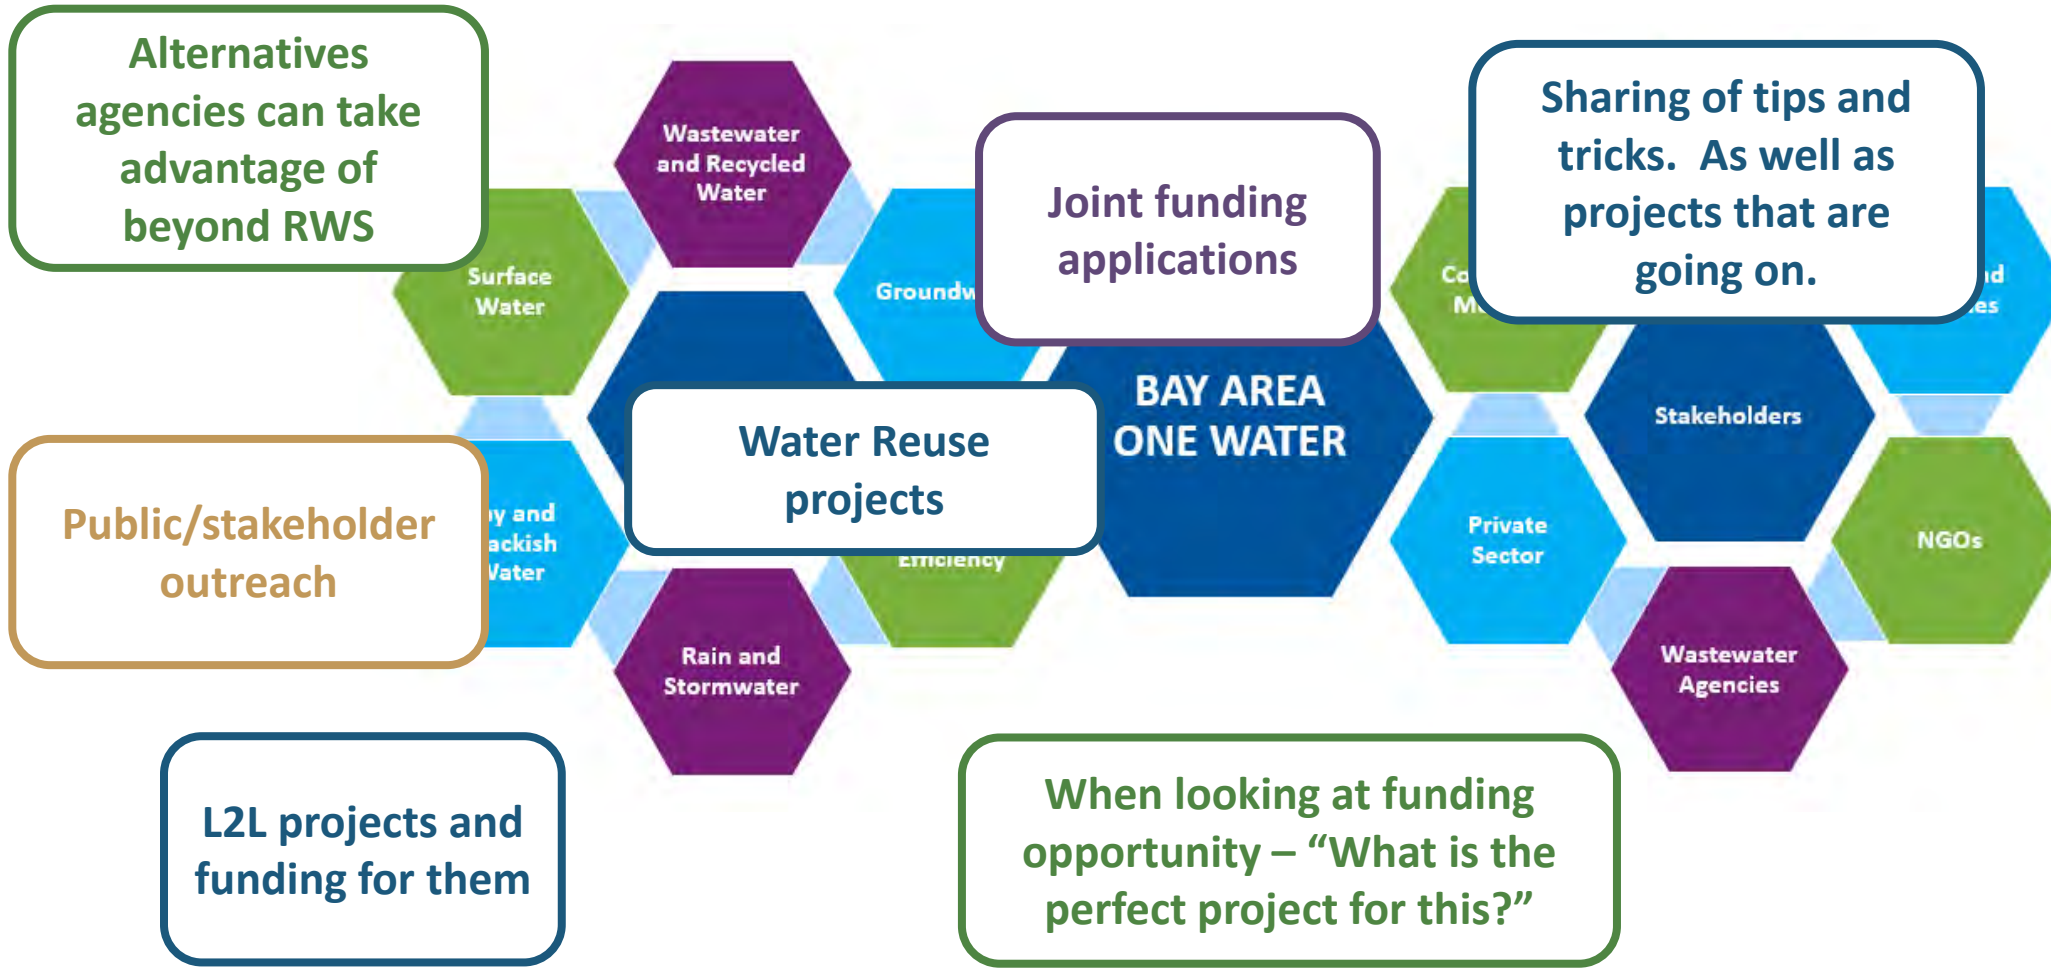 Alternatives
agencies can take
advantage of
beyond RWS
Wastewater
and Recycled
Water
Joint funding
applications
Sharing of tips and
tricks.  As well as
projects that are
going on.
Surface
Water
BAY AREA
ONE WATER
Stakeholders
Water Reuse
projects
Public/stakeholder
outreach
and
Water
Efficiency
Private
Sector
NGOs
Rain and
Stormwater
Wastewater
Agencies
L2L projects and
funding for them
When looking at funding
opportunity – “What is the
perfect project for this?”